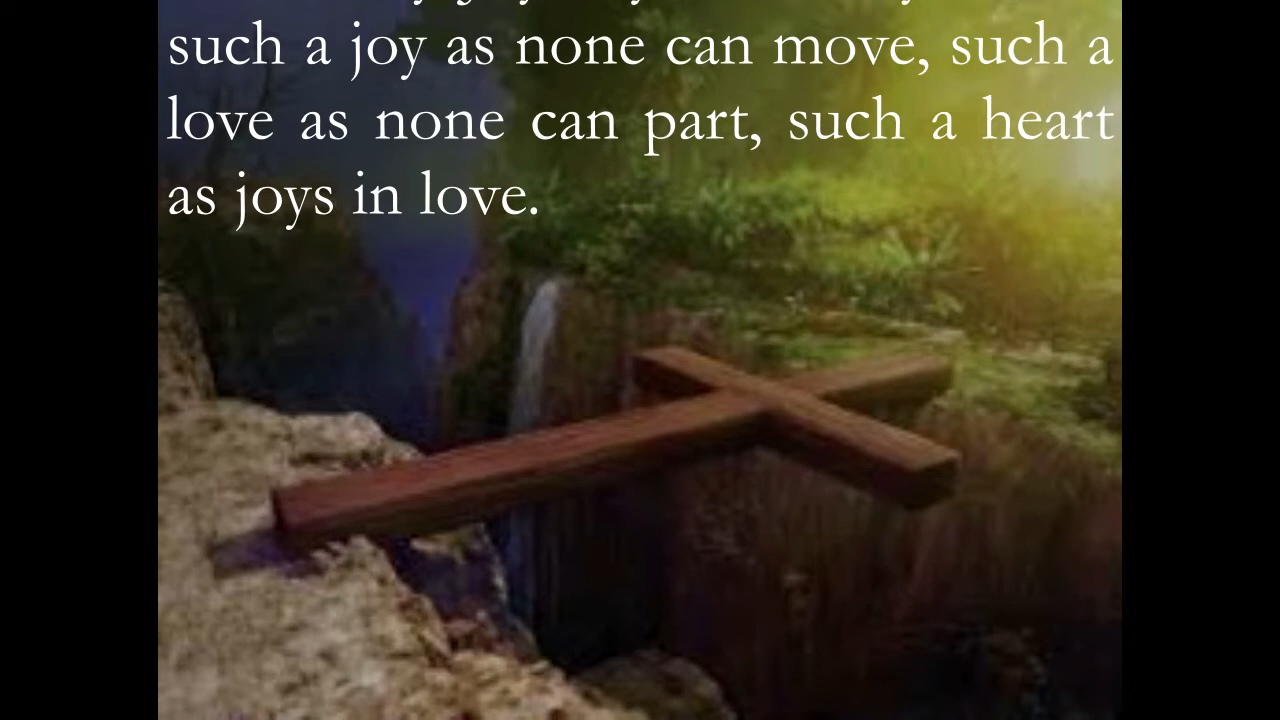 such a joy as none can move, such a
love as none can part, such a heart
as joys in love.